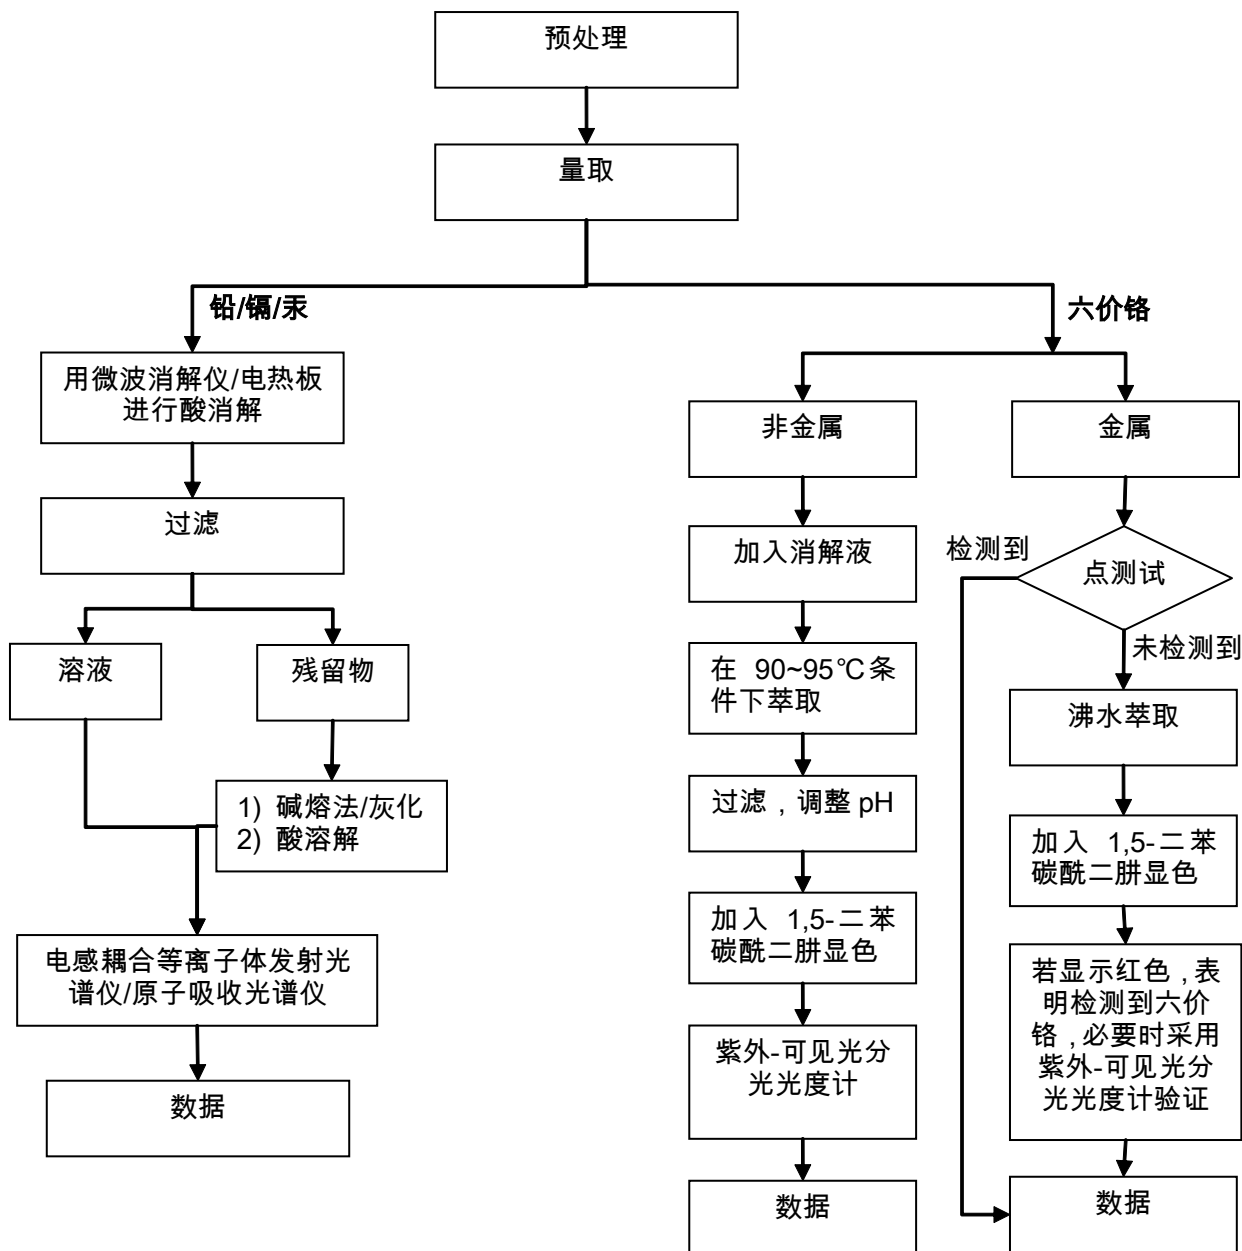 预处理
量取
铅/镉/汞
用微波消解仪/电热板
进行酸消解
过滤
溶液
残留物
1) 碱熔法/灰化
2) 酸溶解
电感耦合等离子体发射光
谱仪/原子吸收光谱仪
数据
六价铬
非金属
加入消解液
在 90~95℃条
件下萃取
过滤，调整 pH
加入 1,5-二苯
碳酰二肼显色
紫外-可见光分
光光度计
数据
金属
点测试
检测到
未检测到
沸水萃取
加入 1,5-二苯
碳酰二肼显色
若显示红色，表
明检测到六价
铬，必要时采用
紫外-可见光分
光光度计验证
数据